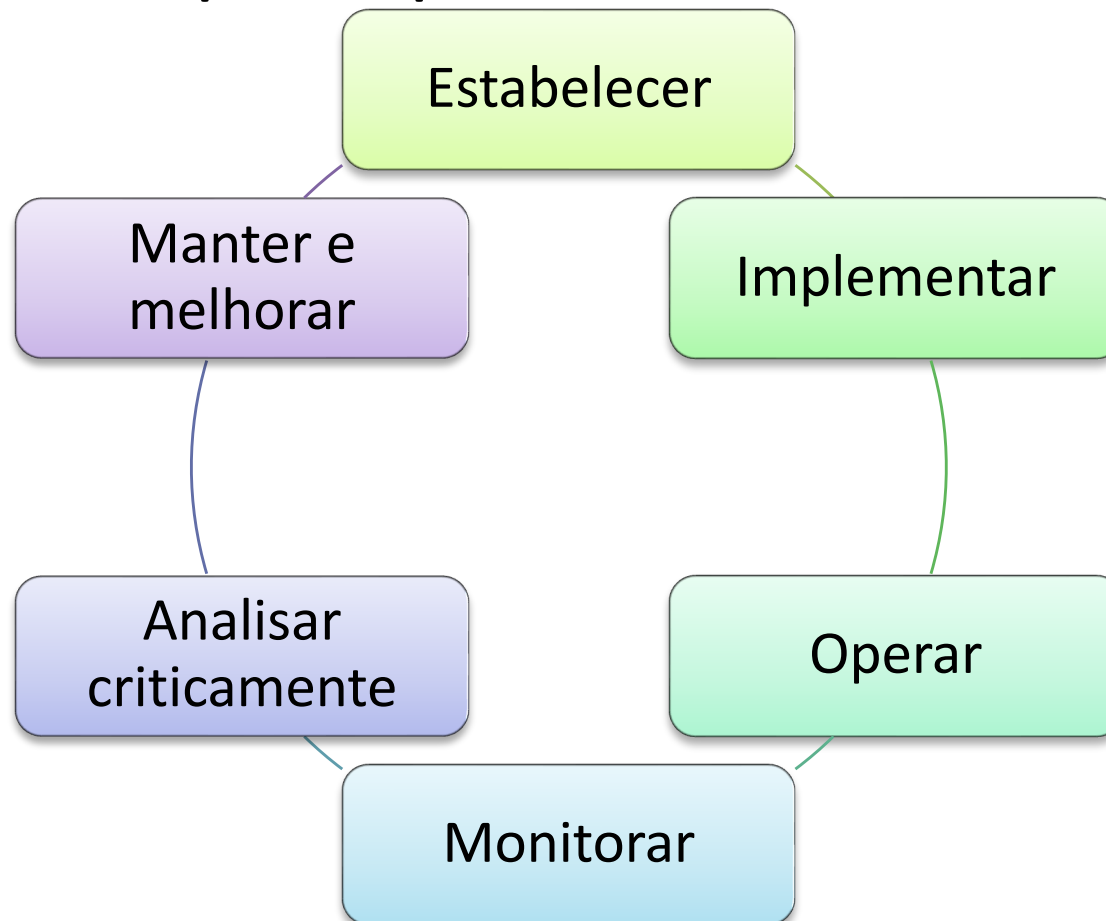 Estabelecer
Implementar
Operar
Monitorar
Analisar
criticamente
Manter e
melhorar